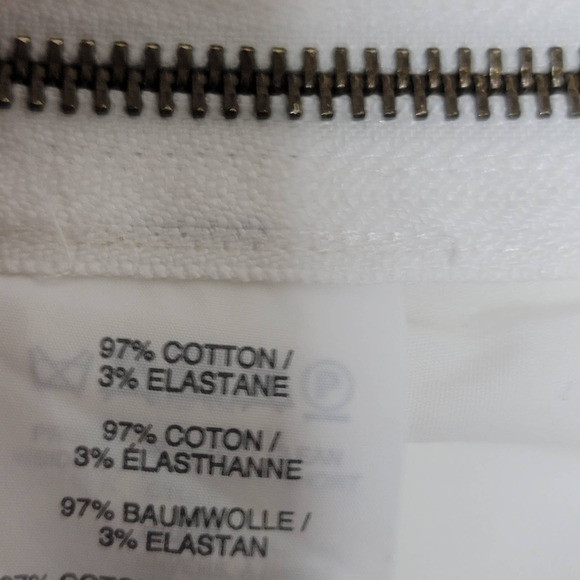 97% COTTON /
3% ELASTANE
97% COTON /
3% ÉLASTHANNE
97% BAUMWOLLE /
3% ELASTAN